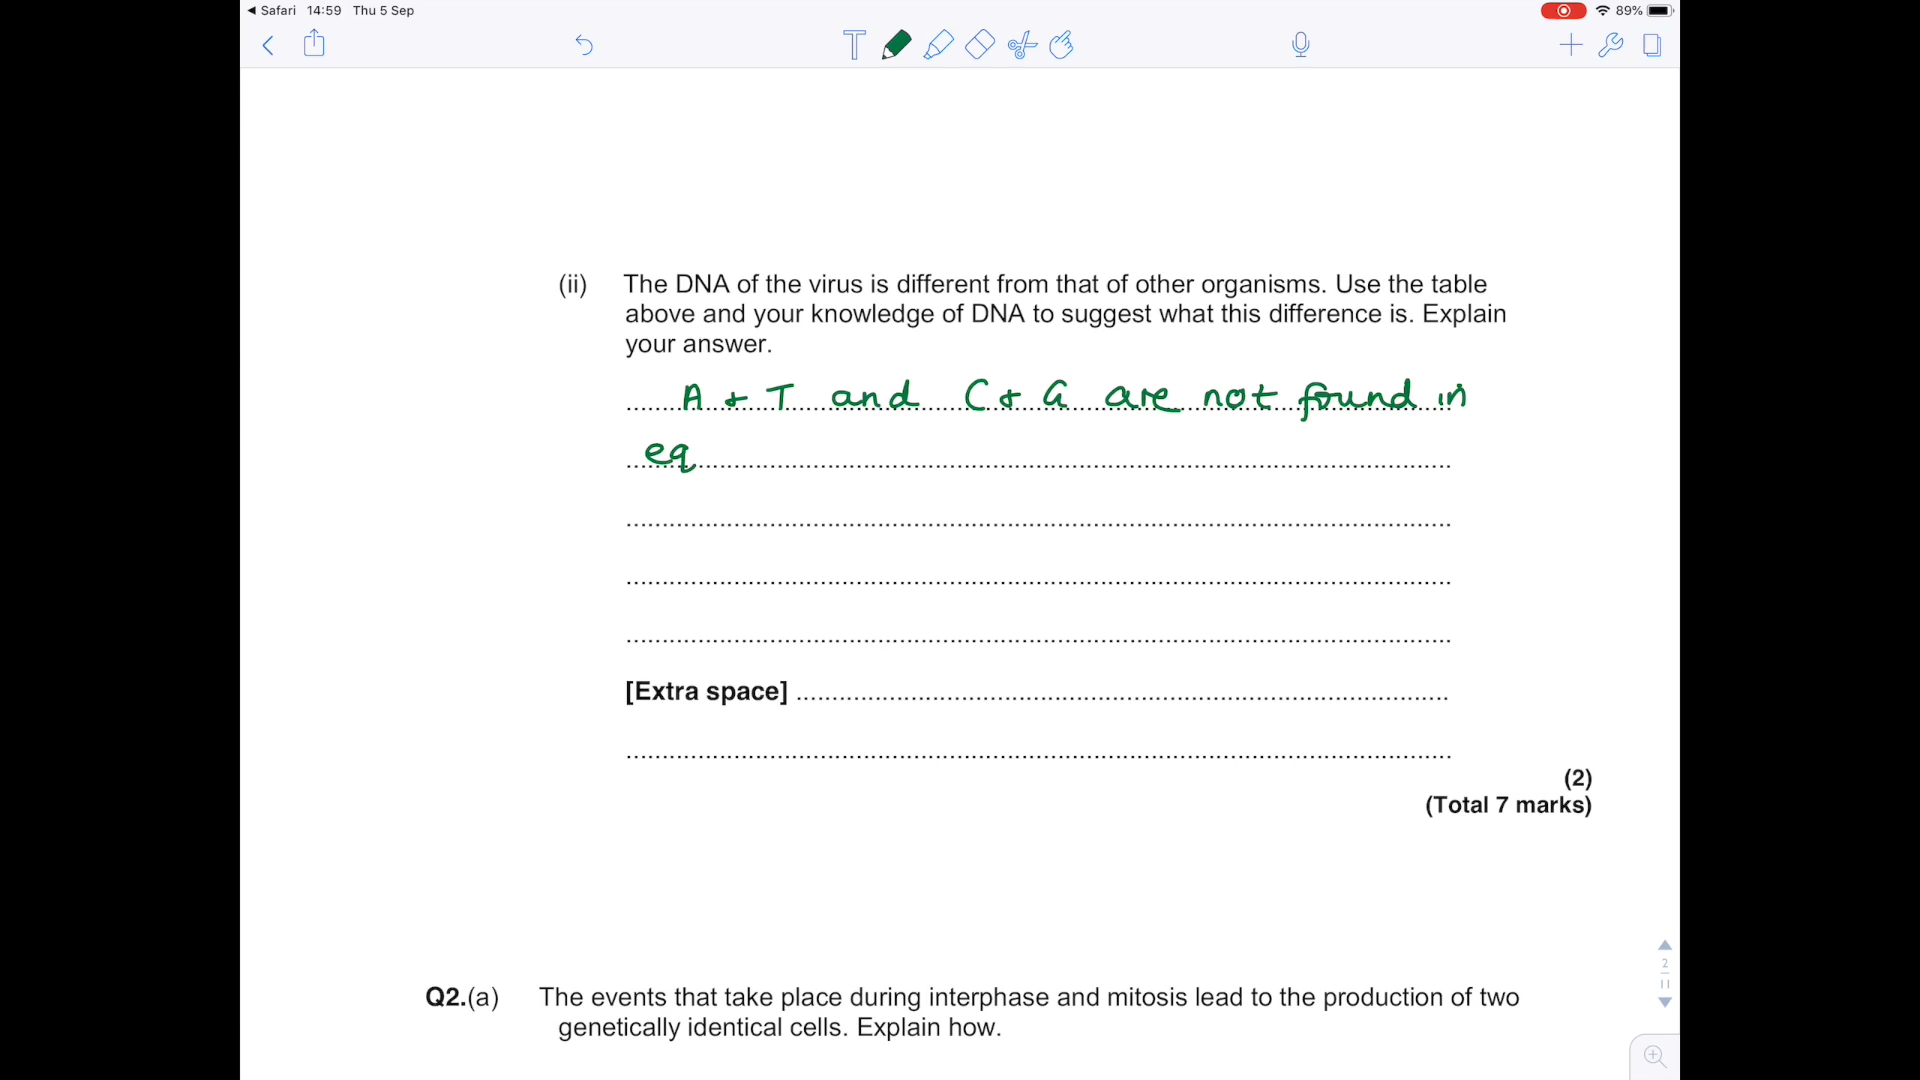 Safari 14:59 Thu 5 Sep
89%
(ii) The DNA of the virus is different from that of other organisms. Use the table
above and your knowledge of DNA to suggest what this difference is. Explain
your answer.
A & T and C & G are not found in
eq
[Extra space]
(2)
(Total 7 marks)
Q2.(a) The events that take place during interphase and mitosis lead to the production of two
genetically identical cells. Explain how.
2
11